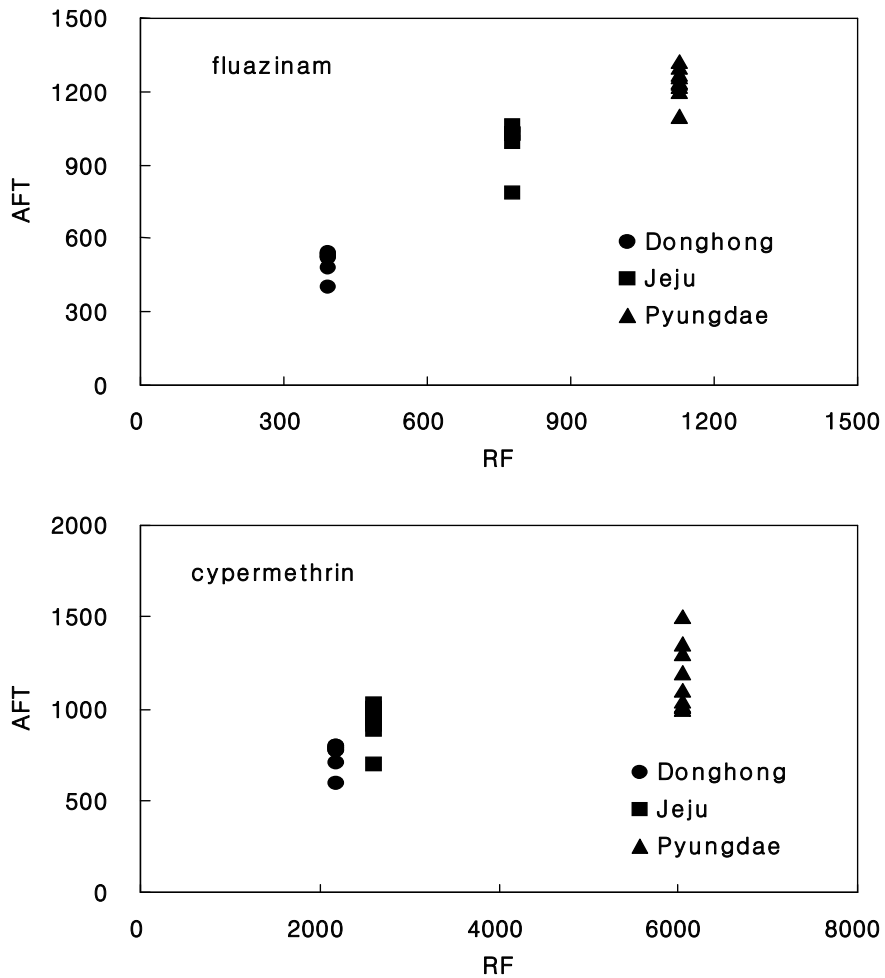 1500
fluazinam
1200
900
AFT
600
Donghong
Jeju
300
Pyungdae
0
0 300 600 900 1200 1500
RF
2000
cypermethrin
1500
AFT
1000
Donghong
Jeju
500
Pyungdae
0
0 2000 4000 6000 8000
RF